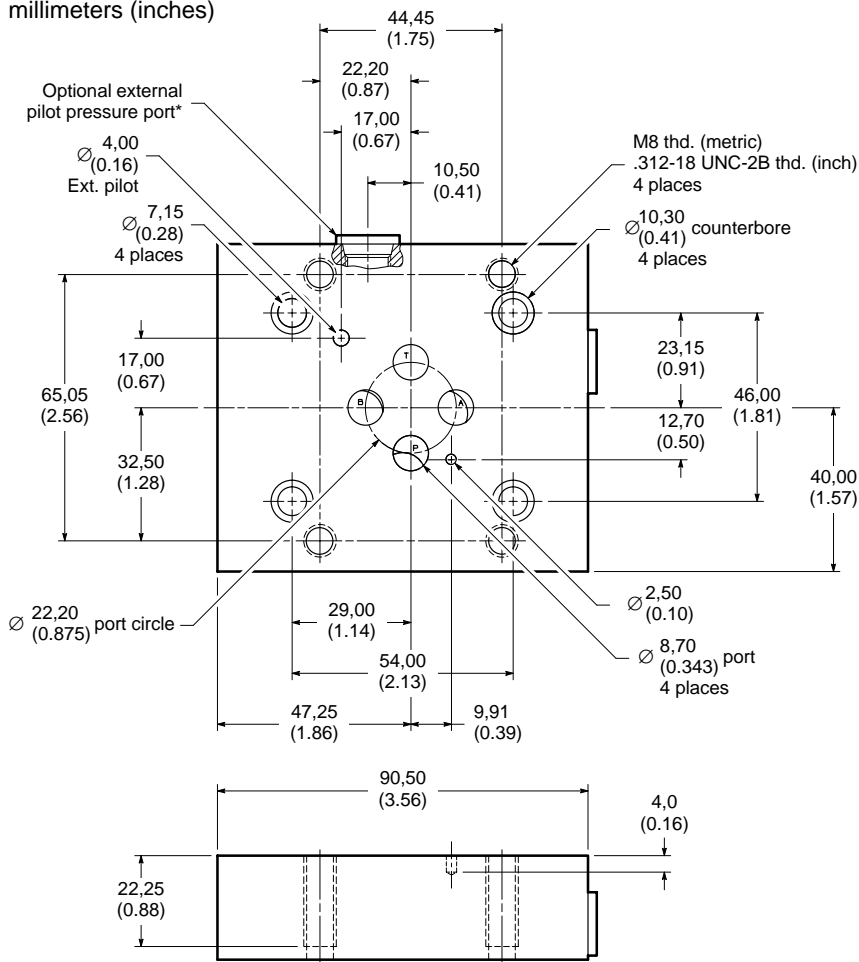 millimeters (inches)
44,45
(1.75)
22,20
(0.87)
Optional external
pilot pressure port*
17,00
(0.67)
4,00
∅
(0.16)
Ext. pilot
M8 thd. (metric)
.312-18 UNC-2B thd. (inch)
4 places
10,50
(0.41)
7,15
∅
(0.28)
4 places
10,30
∅ counterbore
(0.41)
4 places
T
17,00
(0.67)
23,15
(0.91)
65,05
(2.56)
B
A
46,00
(1.81)
12,70
(0.50)
P
32,50
(1.28)
40,00
(1.57)
∅ 2,50
(0.10)
22,20
∅ port circle
(0.875)
29,00
(1.14)
8,70
∅ port
(0.343)
4 places
54,00
(2.13)
47,25
(1.86)
9,91
(0.39)
90,50
(3.56)
4,0
(0.16)
22,25
(0.88)